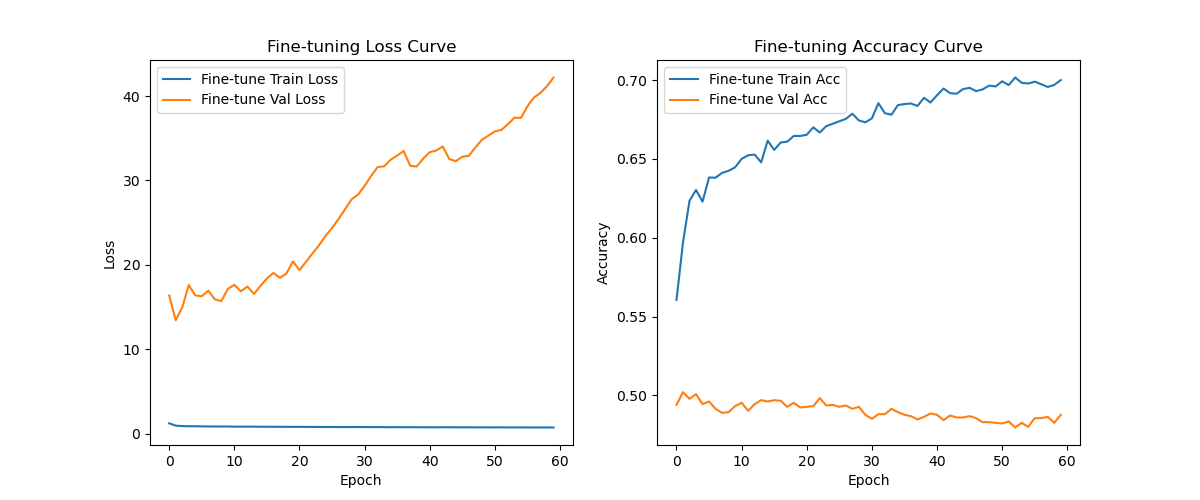 Fine-tuning Loss Curve
Fine-tune Train Loss
Fine-tune Val Loss
Loss
40
30
20
10
0
0 10 20 30 40 50 60
Epoch
Fine-tuning Accuracy Curve
Fine-tune Train Acc
Fine-tune Val Acc
Accuracy
0.70
0.65
0.60
0.55
0.50
0 10 20 30 40 50 60
Epoch